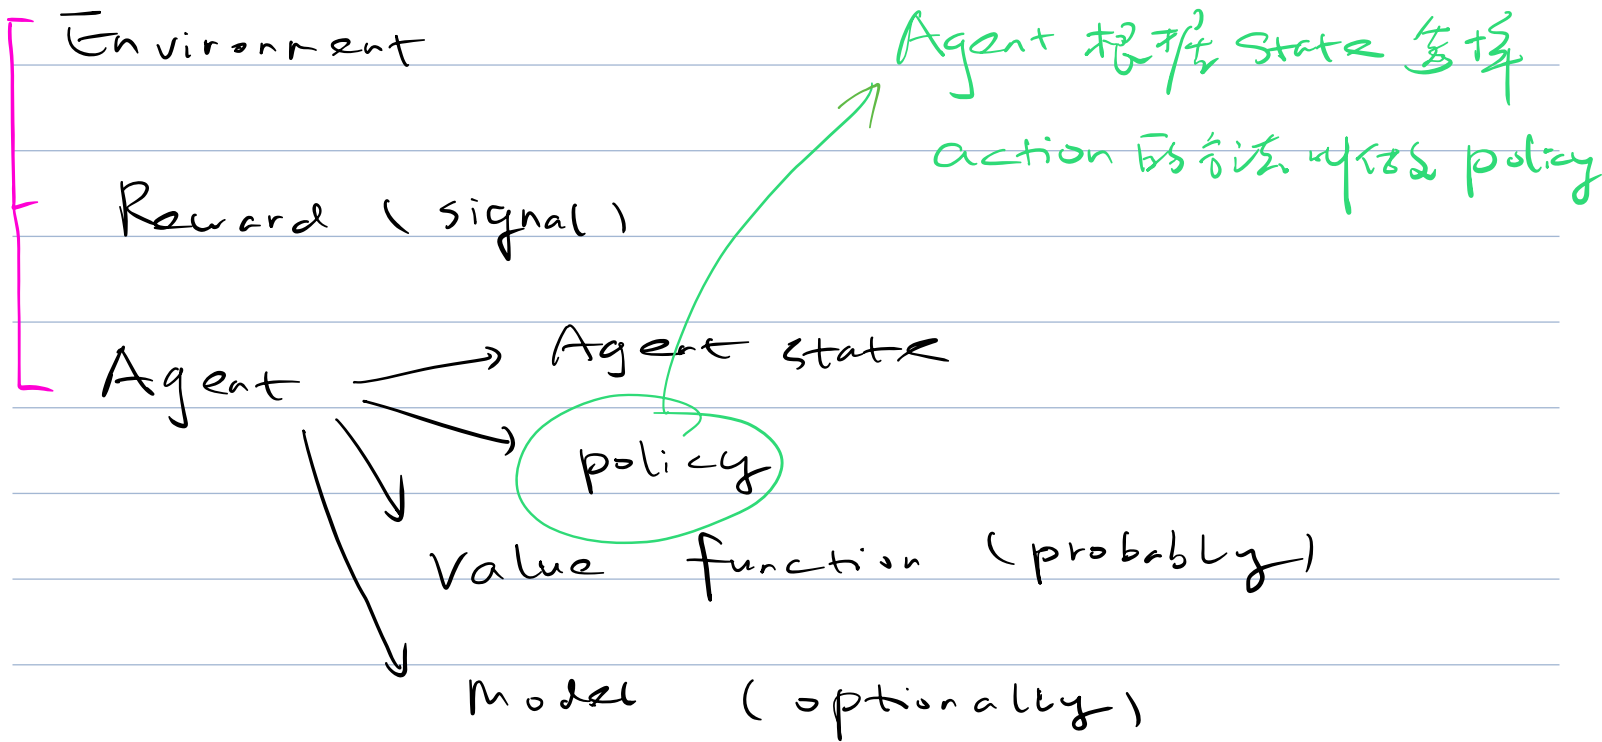 Environment
Agent 根据 state 选择
action 的方法叫做 policy
Reward (signal)
Agent
Agent state
policy
value function (probably)
Model (optionally)